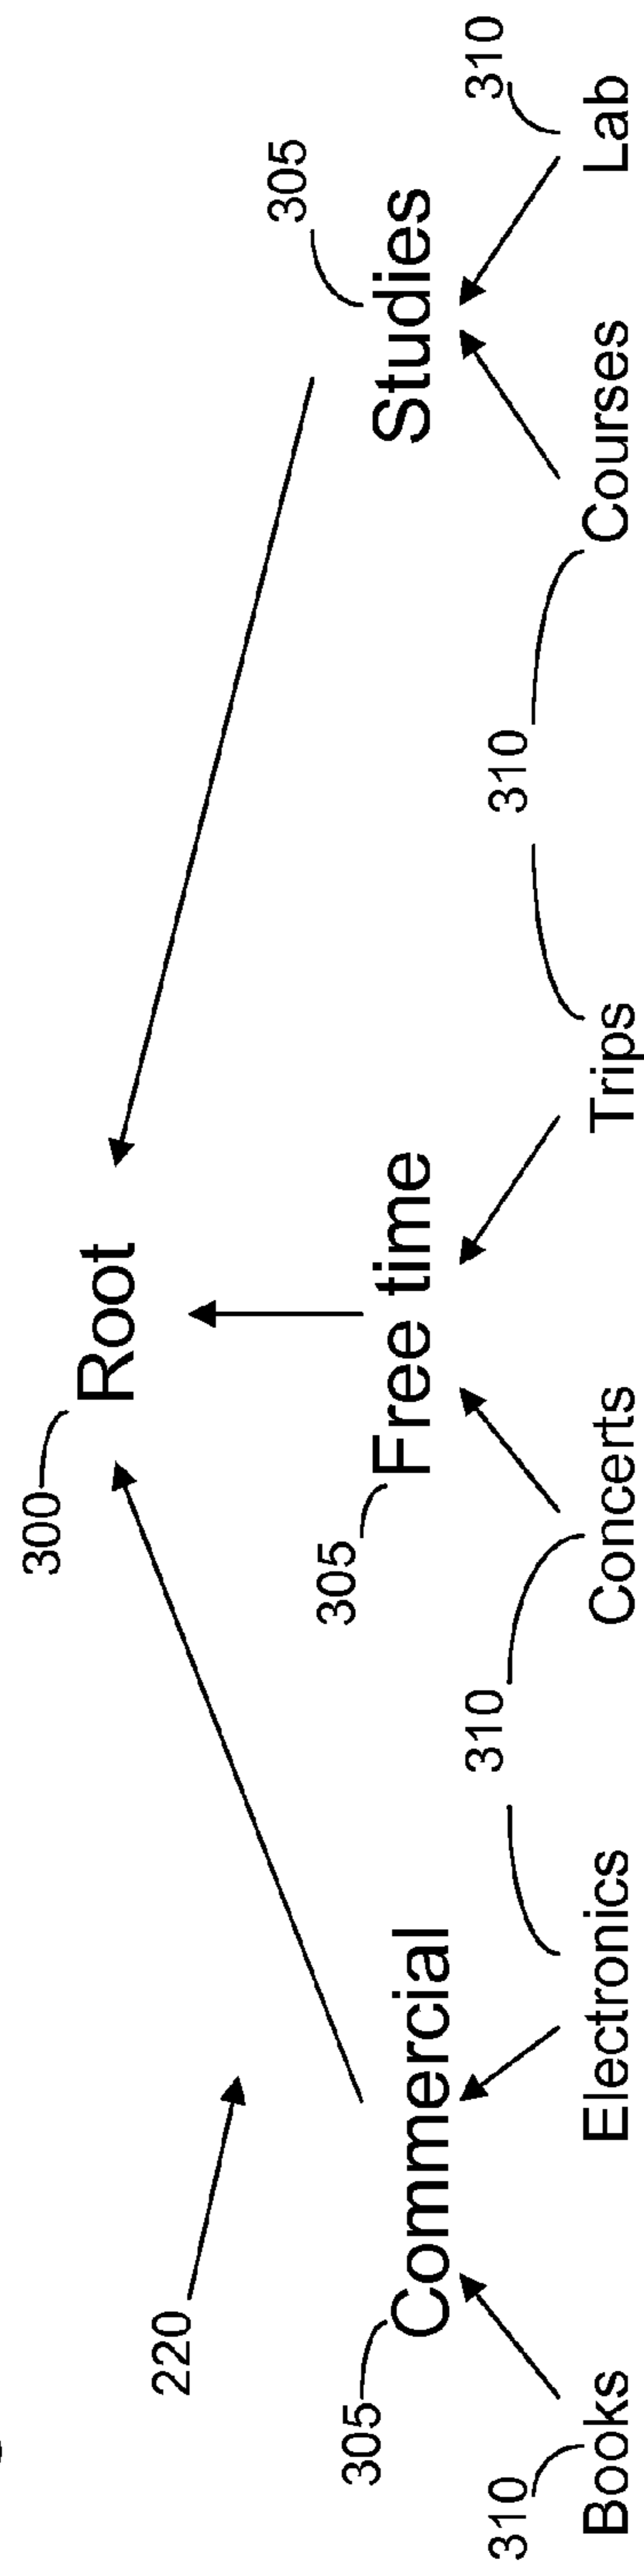 300
Root
220
305
305
305
Commercial
Free time
Studies
310
310
310
310
Books
Electronics
Concerts
Trips
Courses
Lab